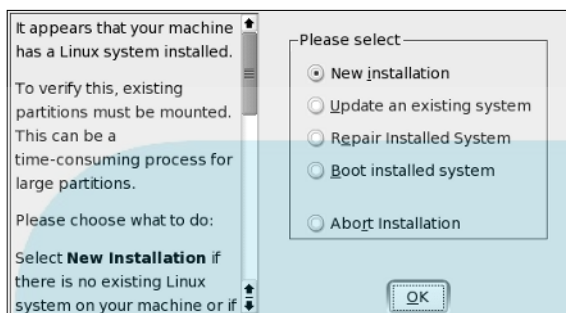 It appears that your machine
has a Linux system installed.
To verify this, existing
partitions must be mounted.
This can be a
time-consuming process for
large partitions.
Please choose what to do:
Select New Installation if
there is no existing Linux
system on your machine or if
Please select
New installation
Update an existing system
Repair Installed System
Boot installed system
Abort Installation
OK